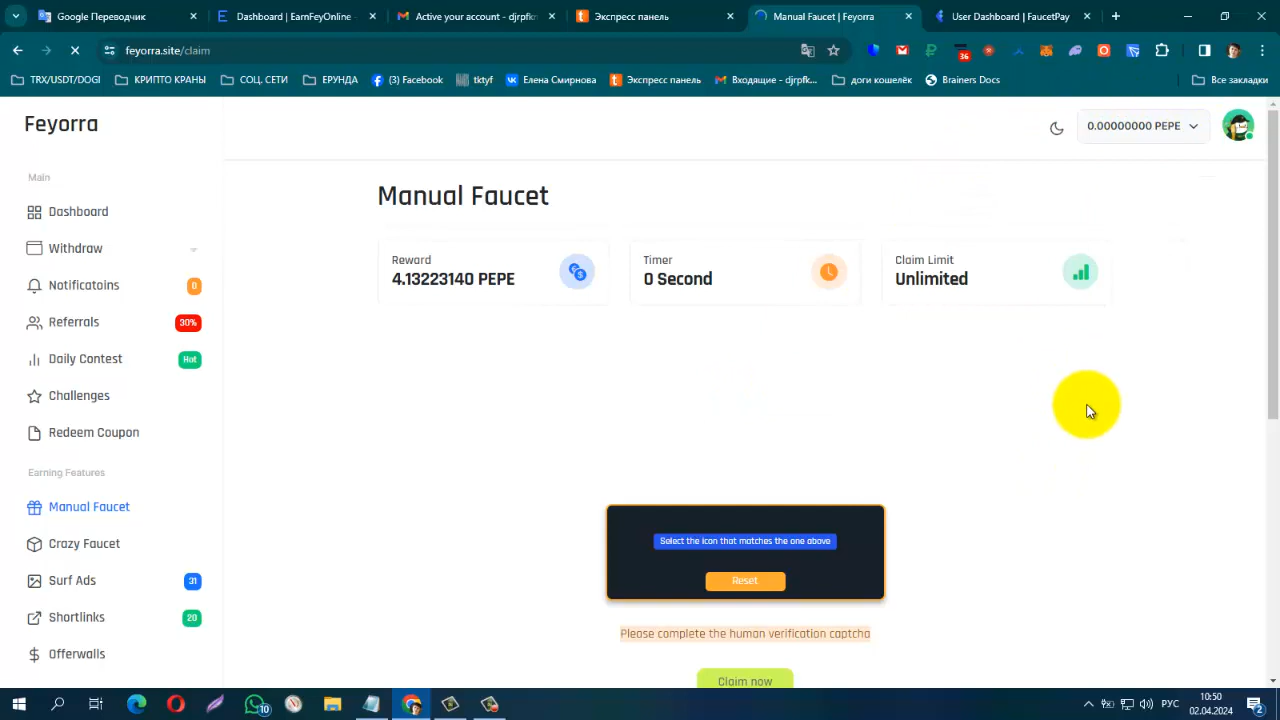 Google Переводчик
Dashboard | EarnFeyOnline -
Active your account - djrpfkn
Экспресс панель
Manual Faucet | Feyorra
User Dashboard | FaucetPay
feyorra.site/claim
36
TRX/USDT/DOGI
КРИПТО КРАНЫ
СОЦ. СЕТИ
ЕРУНДА
(3) Facebook
tktyf
Елена Смирнова
Экспресс панель
Входящие - djrpfk...
доги кошелёк
Brainers Docs
Все закладки
Feyorra
0.00000000 PEPE
Main
Dashboard
Withdraw
Notificatoins
0
Referrals
30%
Daily Contest
Hot
Challenges
Redeem Coupon
Earning Features
Manual Faucet
Crazy Faucet
Surf Ads
31
Shortlinks
20
Offerwalls
Manual Faucet
Reward
4.13223140 PEPE
Timer
0 Second
Claim Limit
Unlimited
Select the icon that matches the one above
Reset
Please complete the human verification captcha
Claim now
10
РУС
10:50
02.04.2024
2